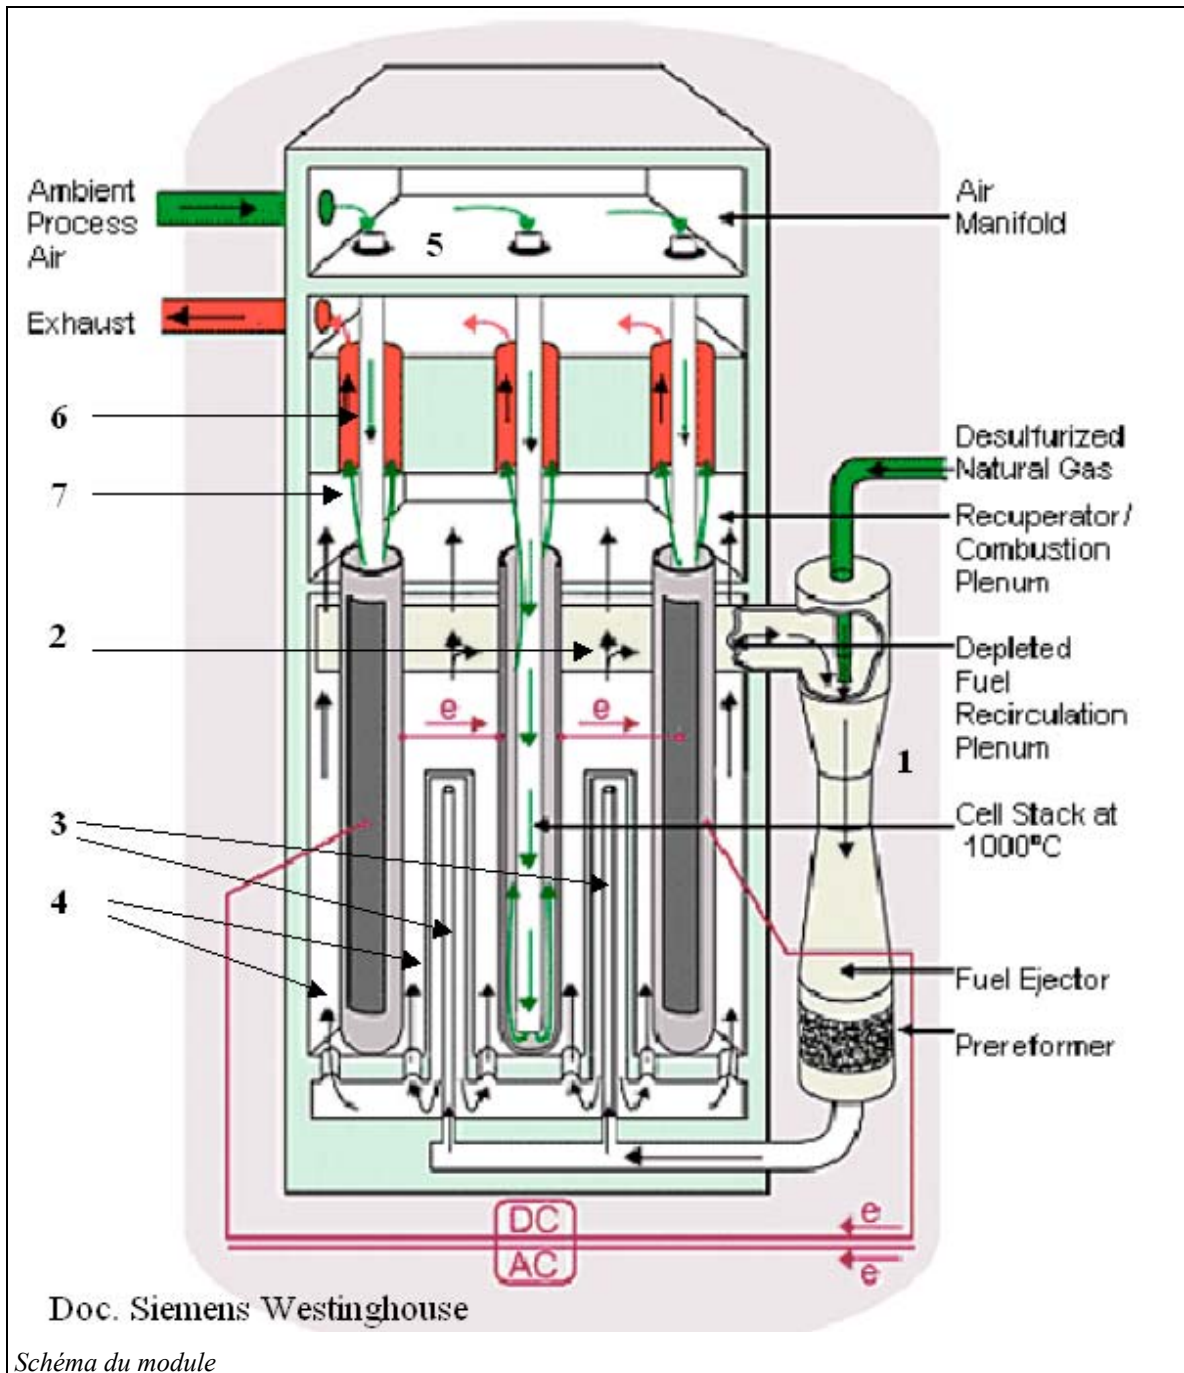 Ambient
Process
Air
Air
Manifold
5
Exhaust
6
7
Desulfurized
Natural Gas
Recuperator/
Combustion
Plenum
2
Depleted
Fuel
Recirculation
Plenum
e
e
1
3
4
Cell Stack at
1000°C
Fuel Ejector
Prereformer
DC
AC
e
e
Doc. Siemens Westinghouse
Schéma du module